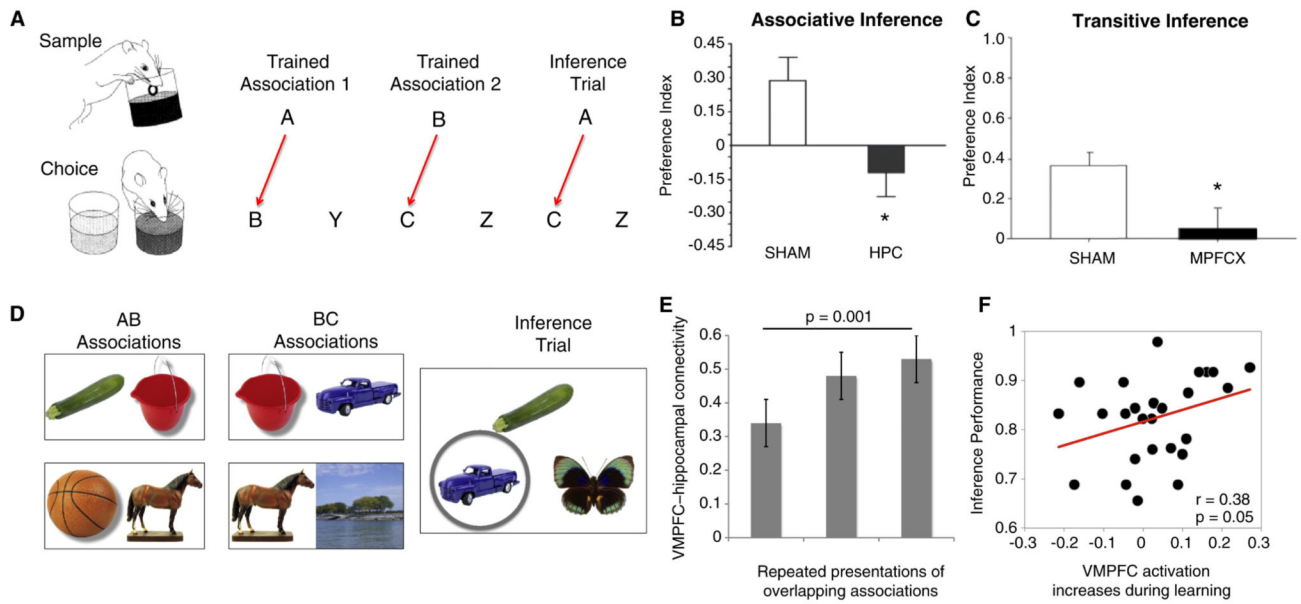 A
Sample
Choice
Trained
Association 1
Trained
Association 2
Inference
Trial
A
B
A
B Y C Z C Z
B
Associative Inference
Preference Index
0.45
0.30
0.15
0
-0.15
-0.30
-0.45
*
SHAM HPC
C
Transitive Inference
Preference Index
1.0
0.8
0.6
0.4
0.2
0
*
SHAM MPFCX
D
AB
Associations
BC
Associations
Inference
Trial
E
VMPFC–hippocampal connectivity
0.6
0.5
0.4
0.3
0.2
0.1
0
p = 0.001
Repeated presentations of
overlapping associations
F
Inference Performance
1
0.9
0.8
0.7
0.6
r = 0.38
p = 0.05
-0.3 -0.2 -0.1 0 0.1 0.2 0.3
VMPFC activation
increases during learning